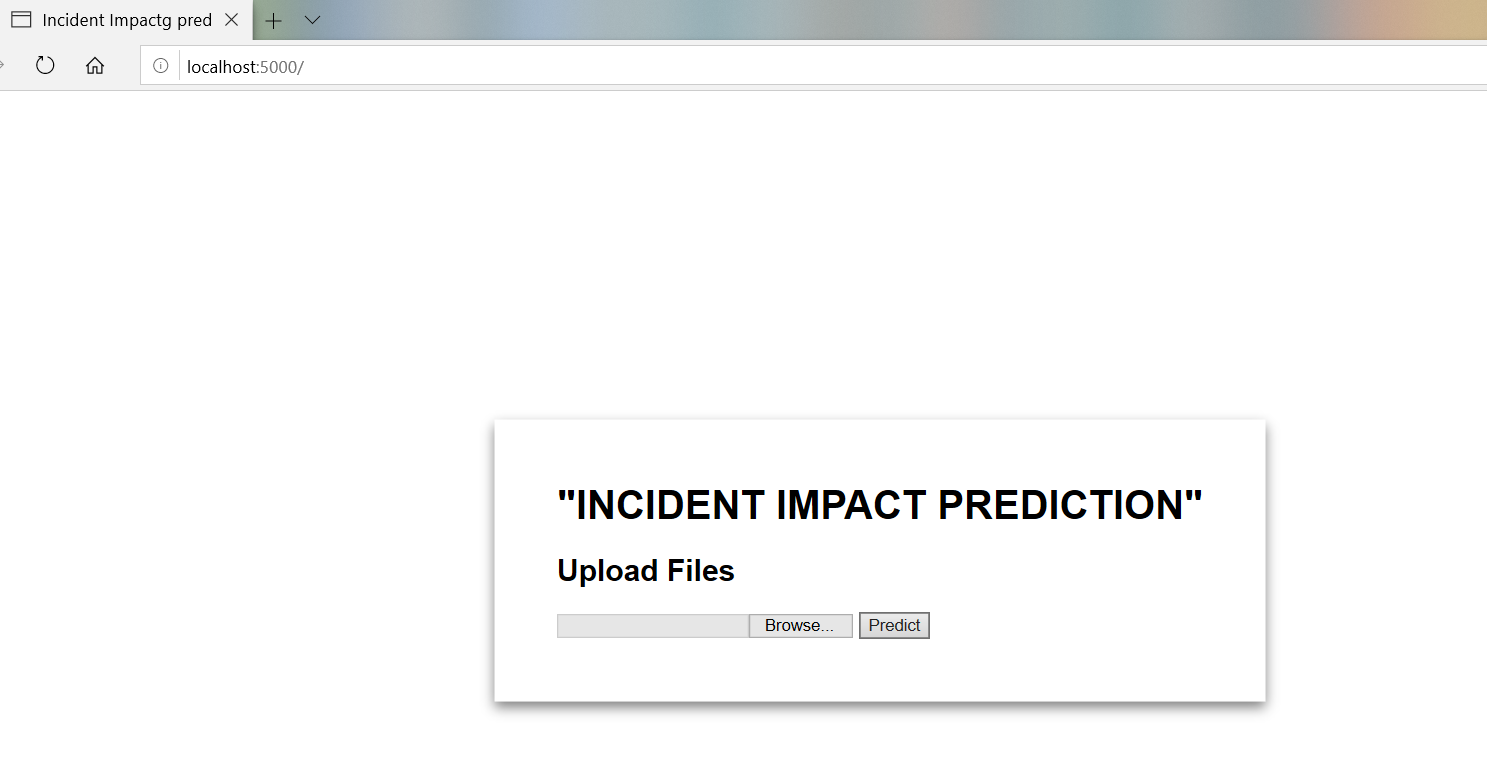 Incident Impactg pred
localhost:5000/
"INCIDENT IMPACT PREDICTION"
Upload Files
Browse... Predict